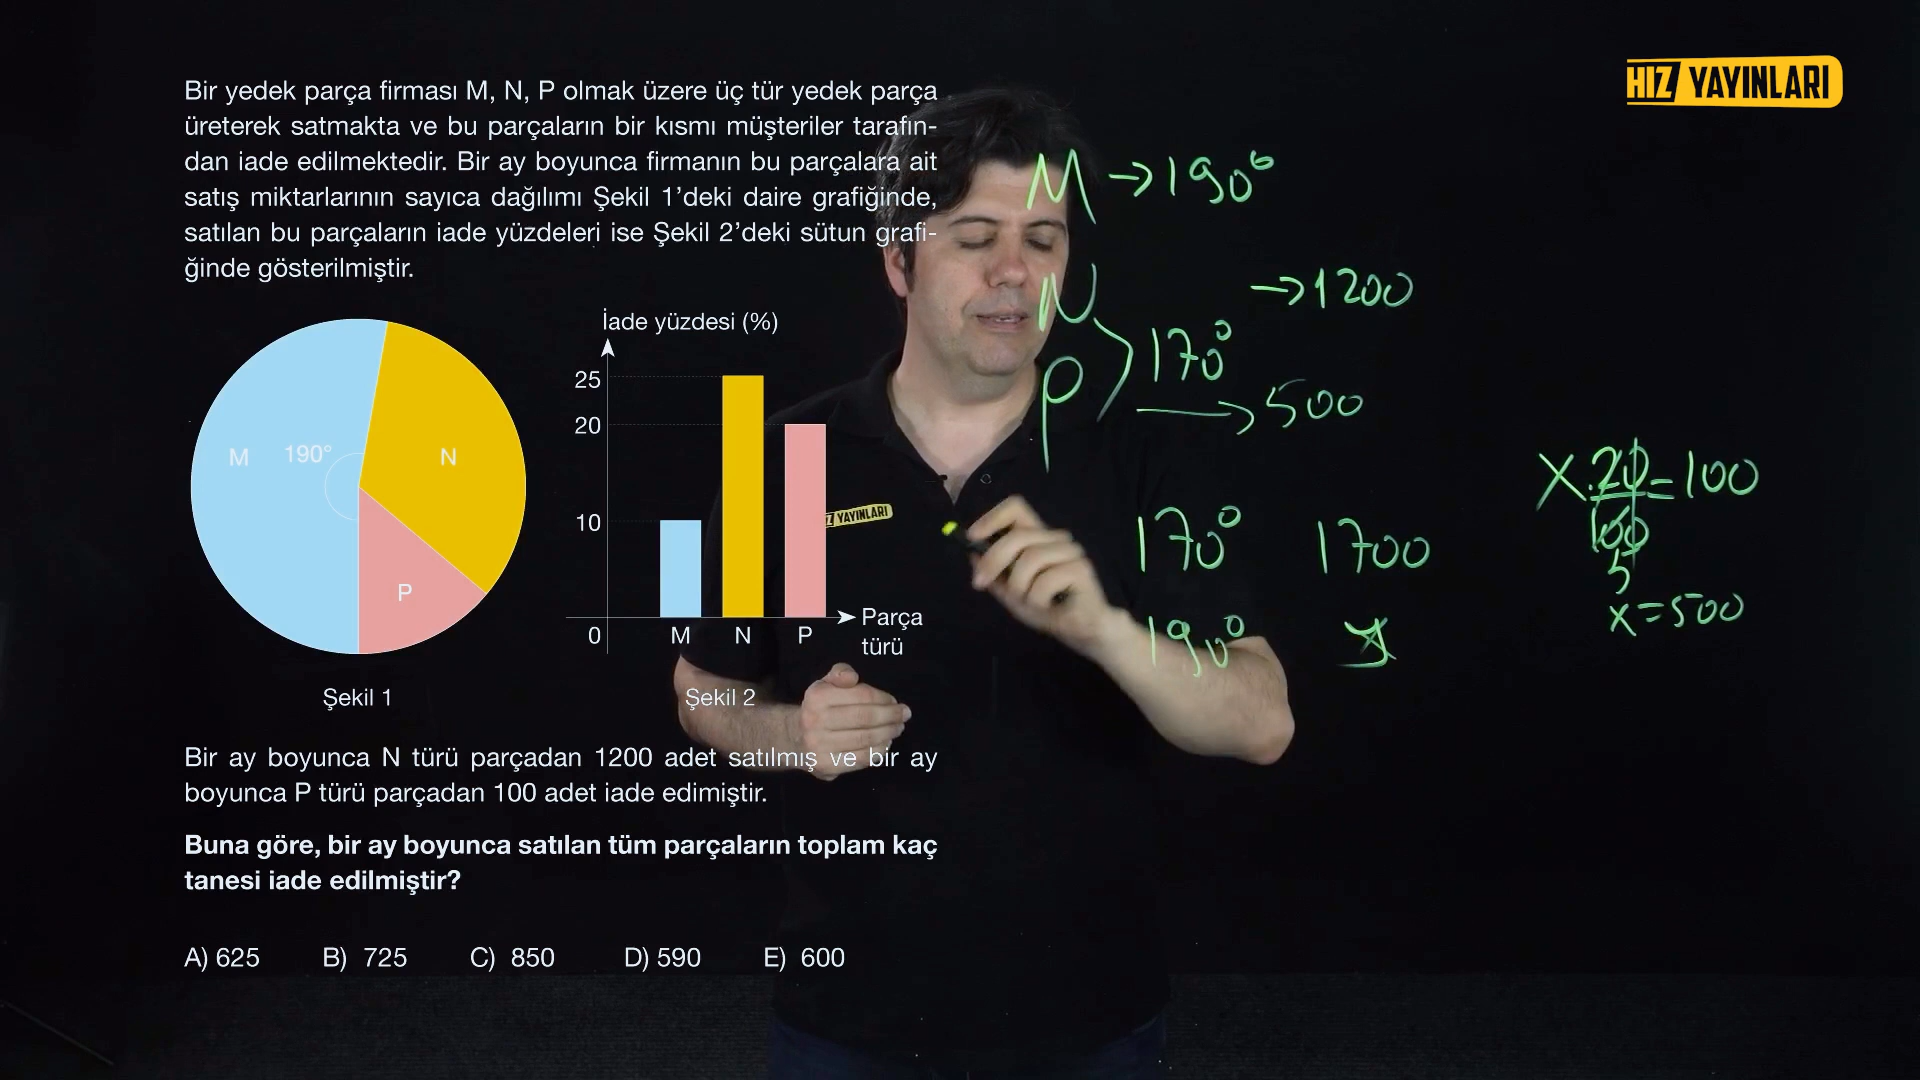 HIZ YAYINLARI
Bir yedek parça firması M, N, P olmak üzere üç tür yedek parça
üreterek satmakta ve bu parçaların bir kısmı müşteriler tarafın-
dan iade edilmektedir. Bir ay boyunca firmanın bu parçalara ait
satış miktarlarının sayıca dağılımı Şekil 1'deki daire grafiğinde,
satılan bu parçaların iade yüzdeleri ise Şekil 2'deki sütun grafi-
ğinde gösterilmiştir.
M 190° N
P
Şekil 1
İade yüzdesi (%)
25
20
10
0 M N P
Parça
türü
Şekil 2
Bir ay boyunca N türü parçadan 1200 adet satılmış ve bir ay
boyunca P türü parçadan 100 adet iade edimiştir.
Buna göre, bir ay boyunca satılan tüm parçaların toplam kaç
tanesi iade edilmiştir?
A) 625 B) 725 C) 850 D) 590 E) 600
M → 190°
N → 1200
170°
P → 500
170° 1700
190°
X.20/100=100
5
x=500
YAYINLARI